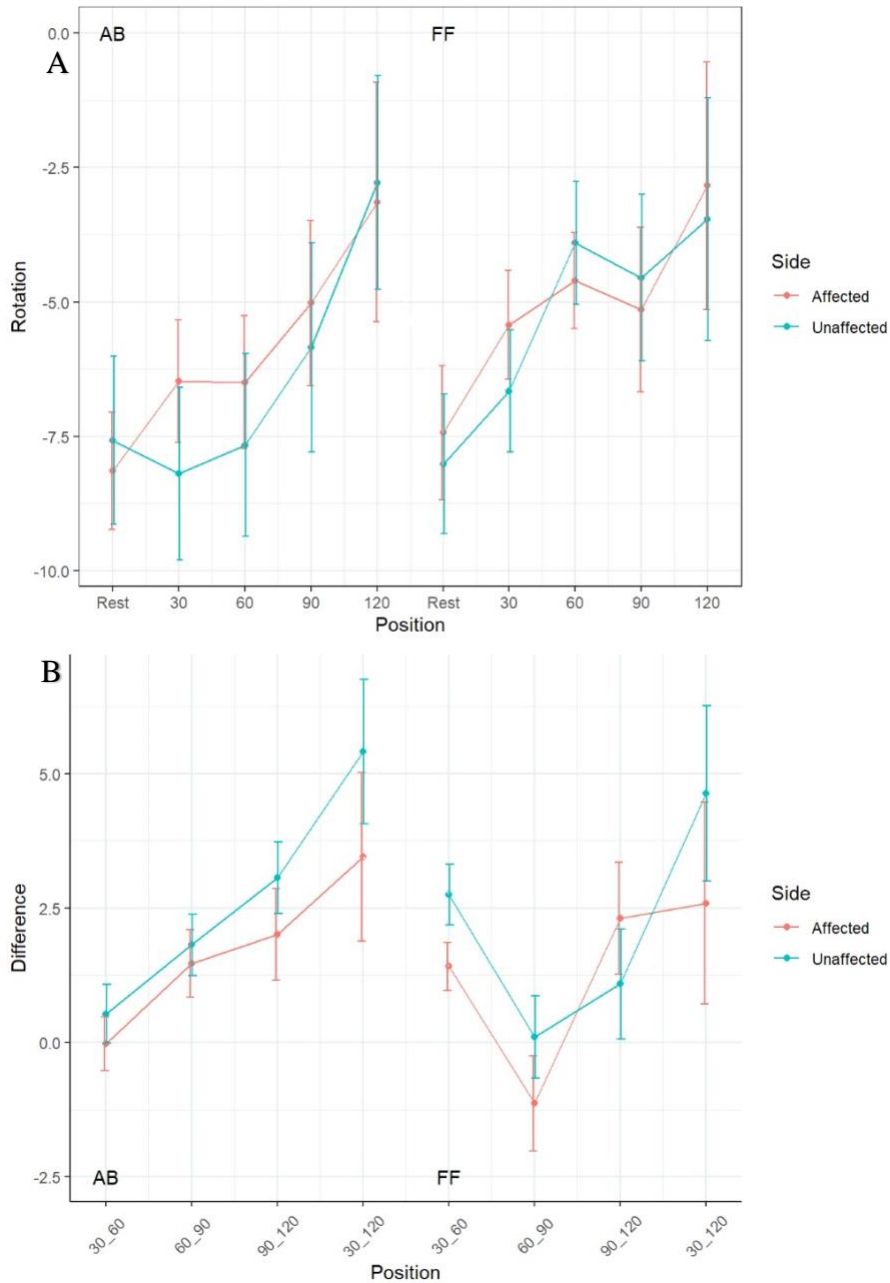 A
AB
FF
0.0
-2.5
-5.0
-7.5
-10.0
Rotation
Rest 30 60 90 120 Rest 30 60 90 120
Position
Side
Affected
Unaffected
B
5.0
2.5
0.0
-2.5
Difference
AB
FF
30_60 60_90 90_120 30_120 30_60 60_90 90_120 30_120
Position
Side
Affected
Unaffected